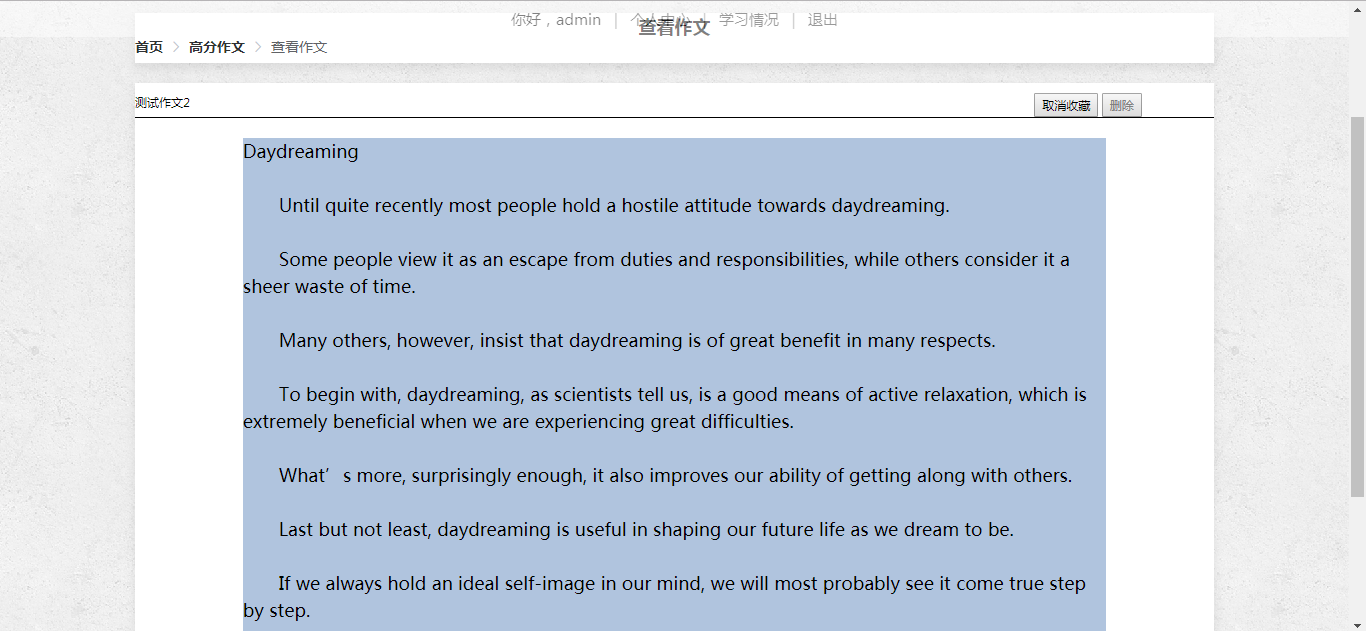 你好，admin | 个人中心 | 学习情况 | 退出
查看作文
首页 > 高分作文 > 查看作文
测试作文2 取消收藏 删除
Daydreaming
Until quite recently most people hold a hostile attitude towards daydreaming.
Some people view it as an escape from duties and responsibilities, while others consider it a
sheer waste of time.
Many others, however, insist that daydreaming is of great benefit in many respects.
To begin with, daydreaming, as scientists tell us, is a good means of active relaxation, which is
extremely beneficial when we are experiencing great difficulties.
What’s more, surprisingly enough, it also improves our ability of getting along with others.
Last but not least, daydreaming is useful in shaping our future life as we dream to be.
If we always hold an ideal self-image in our mind, we will most probably see it come true step
by step.